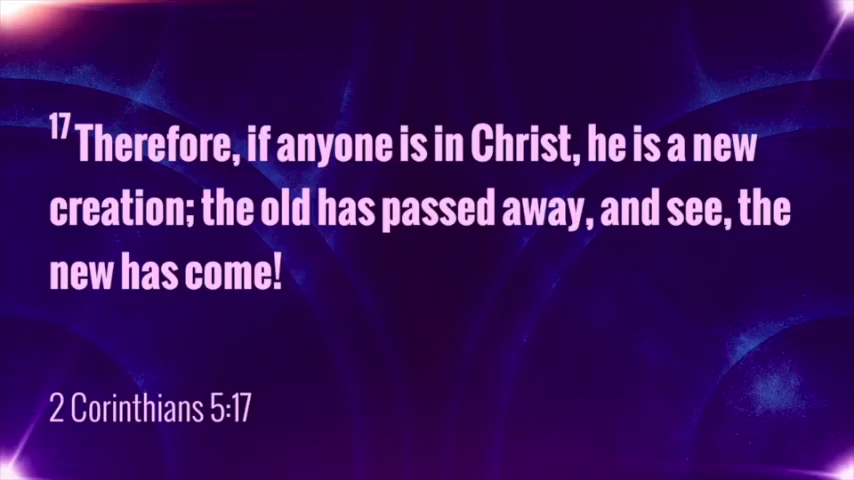 17 Therefore, if anyone is in Christ, he is a new
creation; the old has passed away, and see, the
new has come!
2 Corinthians 5:17